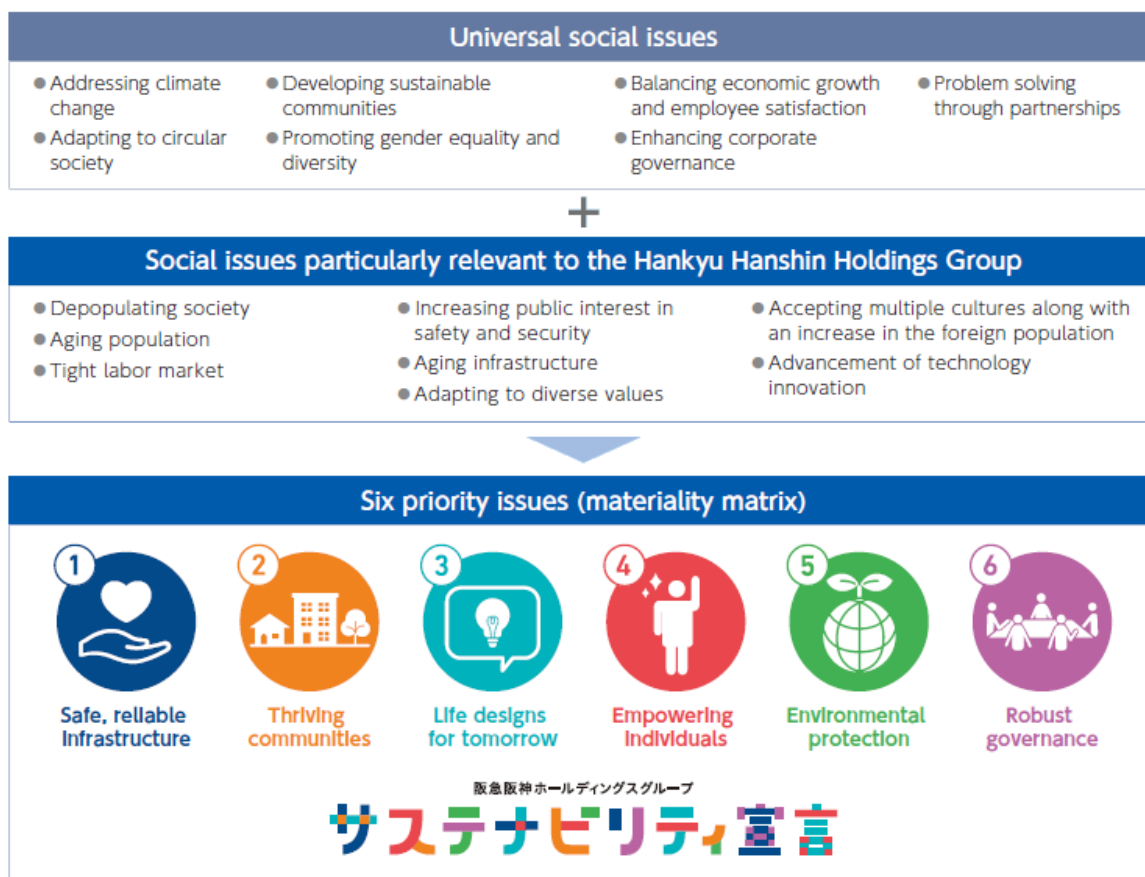 Universal social issues
● Addressing climate
change
● Adapting to circular
society
● Developing sustainable
communities
● Promoting gender equality and
diversity
● Balancing economic growth
and employee satisfaction
● Enhancing corporate
governance
● Problem solving
through partnerships
+
Social issues particularly relevant to the Hankyu Hanshin Holdings Group
● Depopulating society
● Aging population
● Tight labor market
● Increasing public interest in
safety and security
● Aging infrastructure
● Adapting to diverse values
● Accepting multiple cultures along with
an increase in the foreign population
● Advancement of technology
innovation
Six priority issues (materiality matrix)
1
Safe, reliable
infrastructure
2
Thriving
communities
3
Life designs
for tomorrow
4
Empowering
individuals
5
Environmental
protection
6
Robust
governance
阪急阪神ホールディングスグループ
サステナビリティ宣言